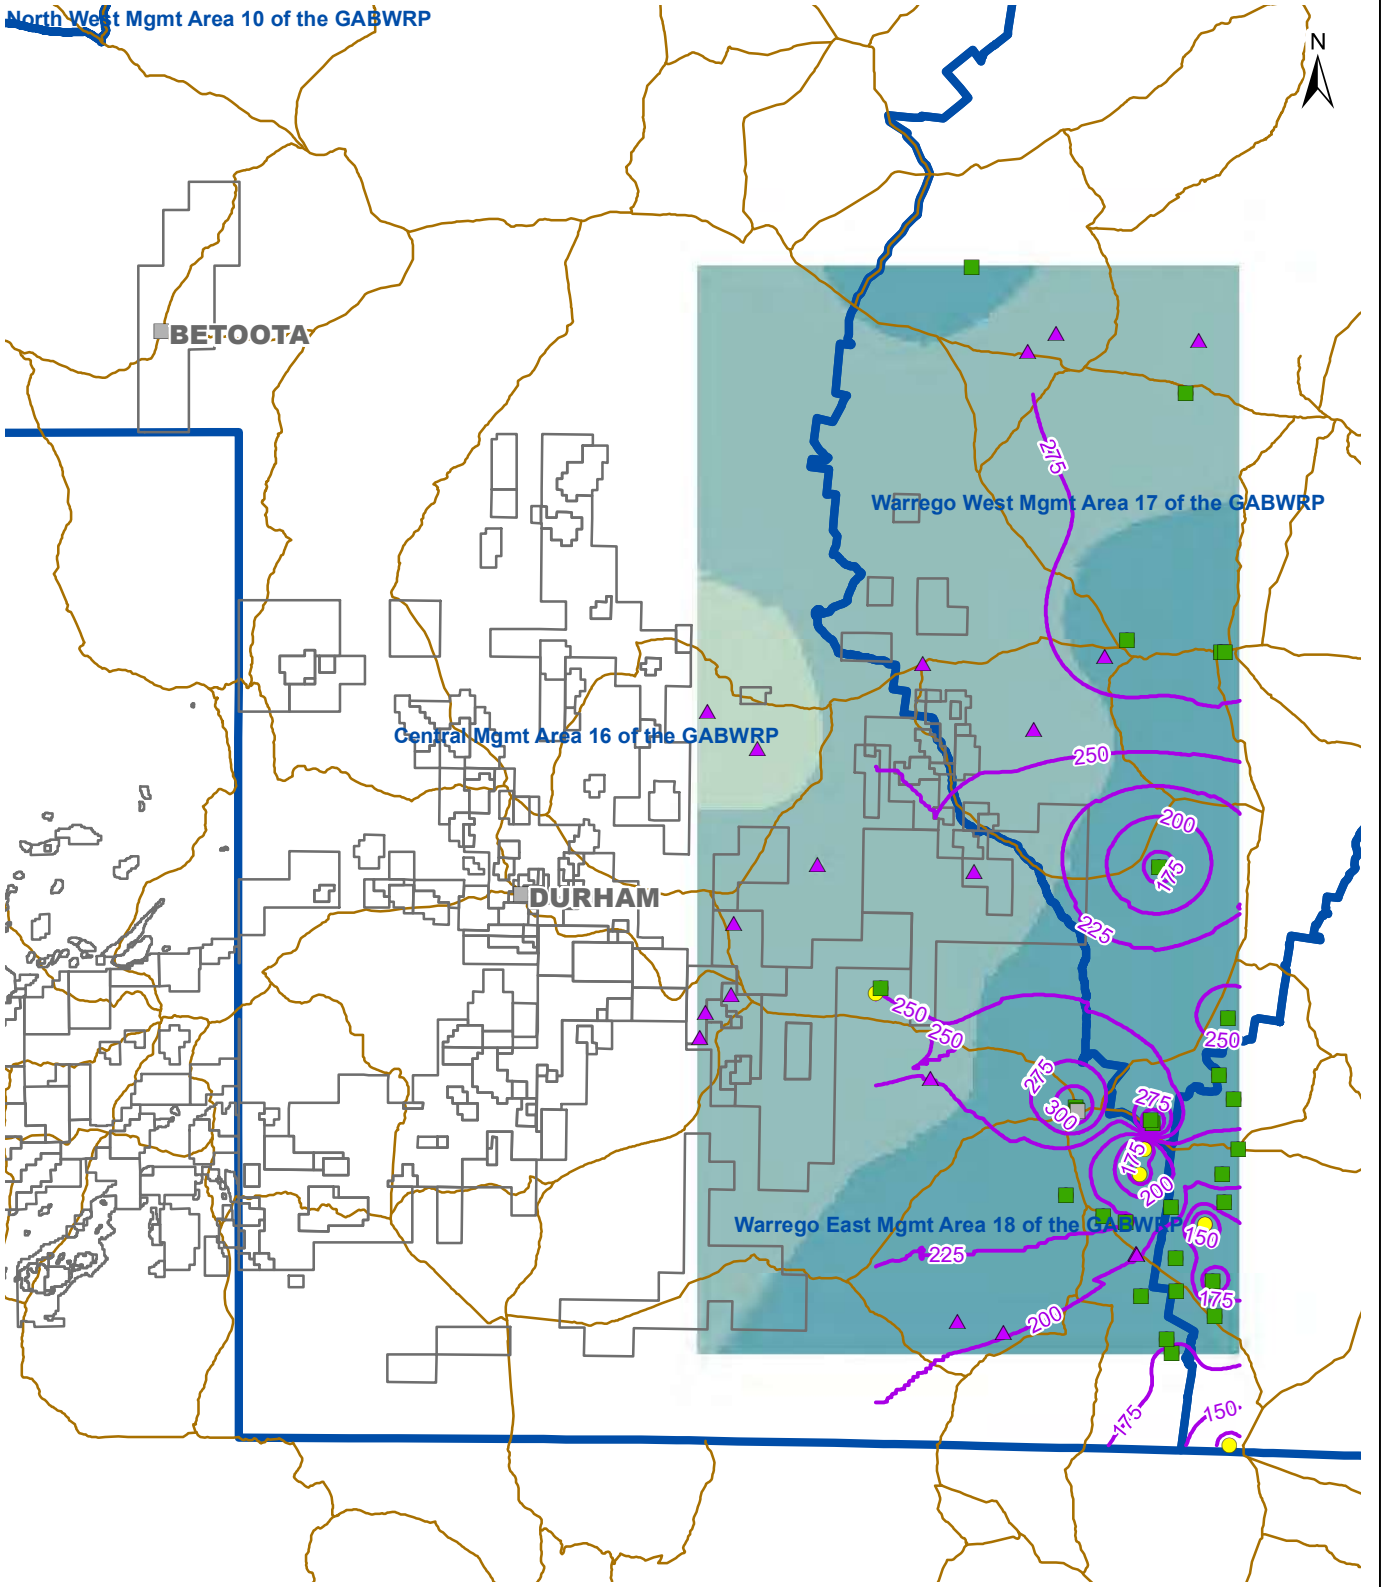 North West Mgmt Area 10 of the GABWRP
N
BETOOTA
275
Warrego West Mgmt Area 17 of the GABWRP
Central Mgmt Area 16 of the GABWRP
250
200
175
DURHAM
225
250
250
250
275
275
300
175
200
Warrego East Mgmt Area 18 of the GABWRP
150
225
175
200
175
150